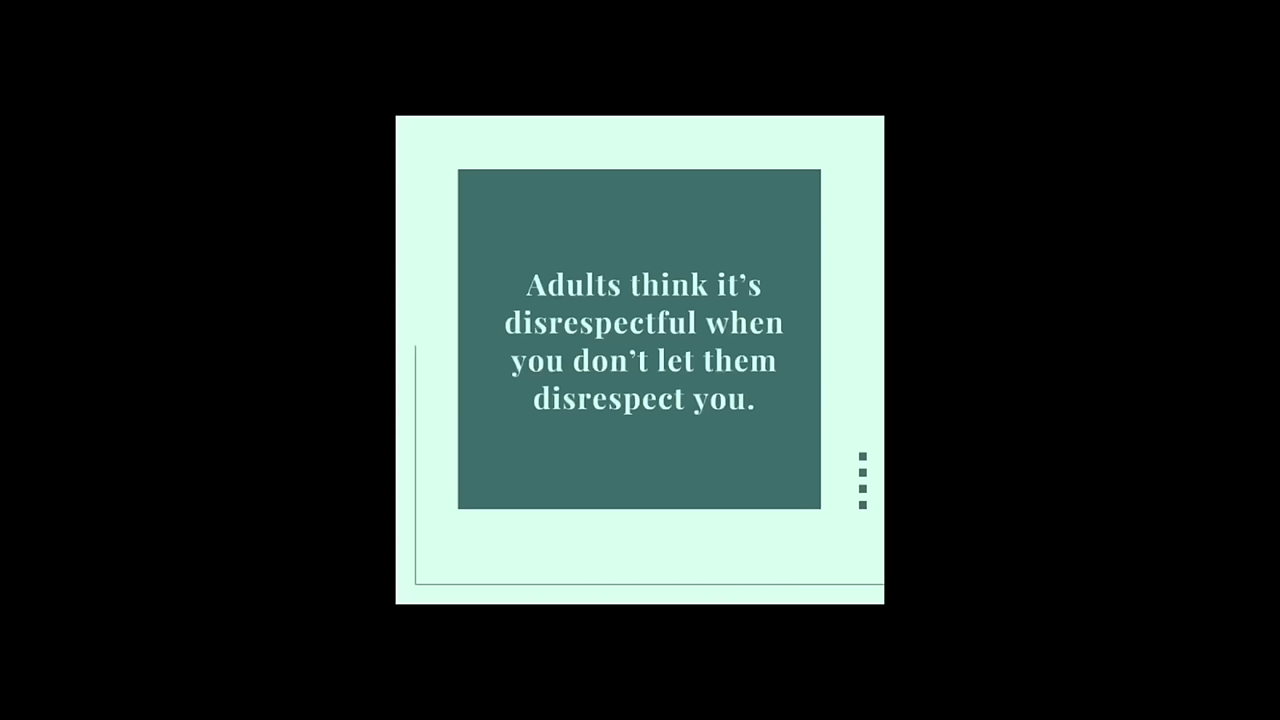 Adults think it’s
disrespectful when
you don’t let them
disrespect you.